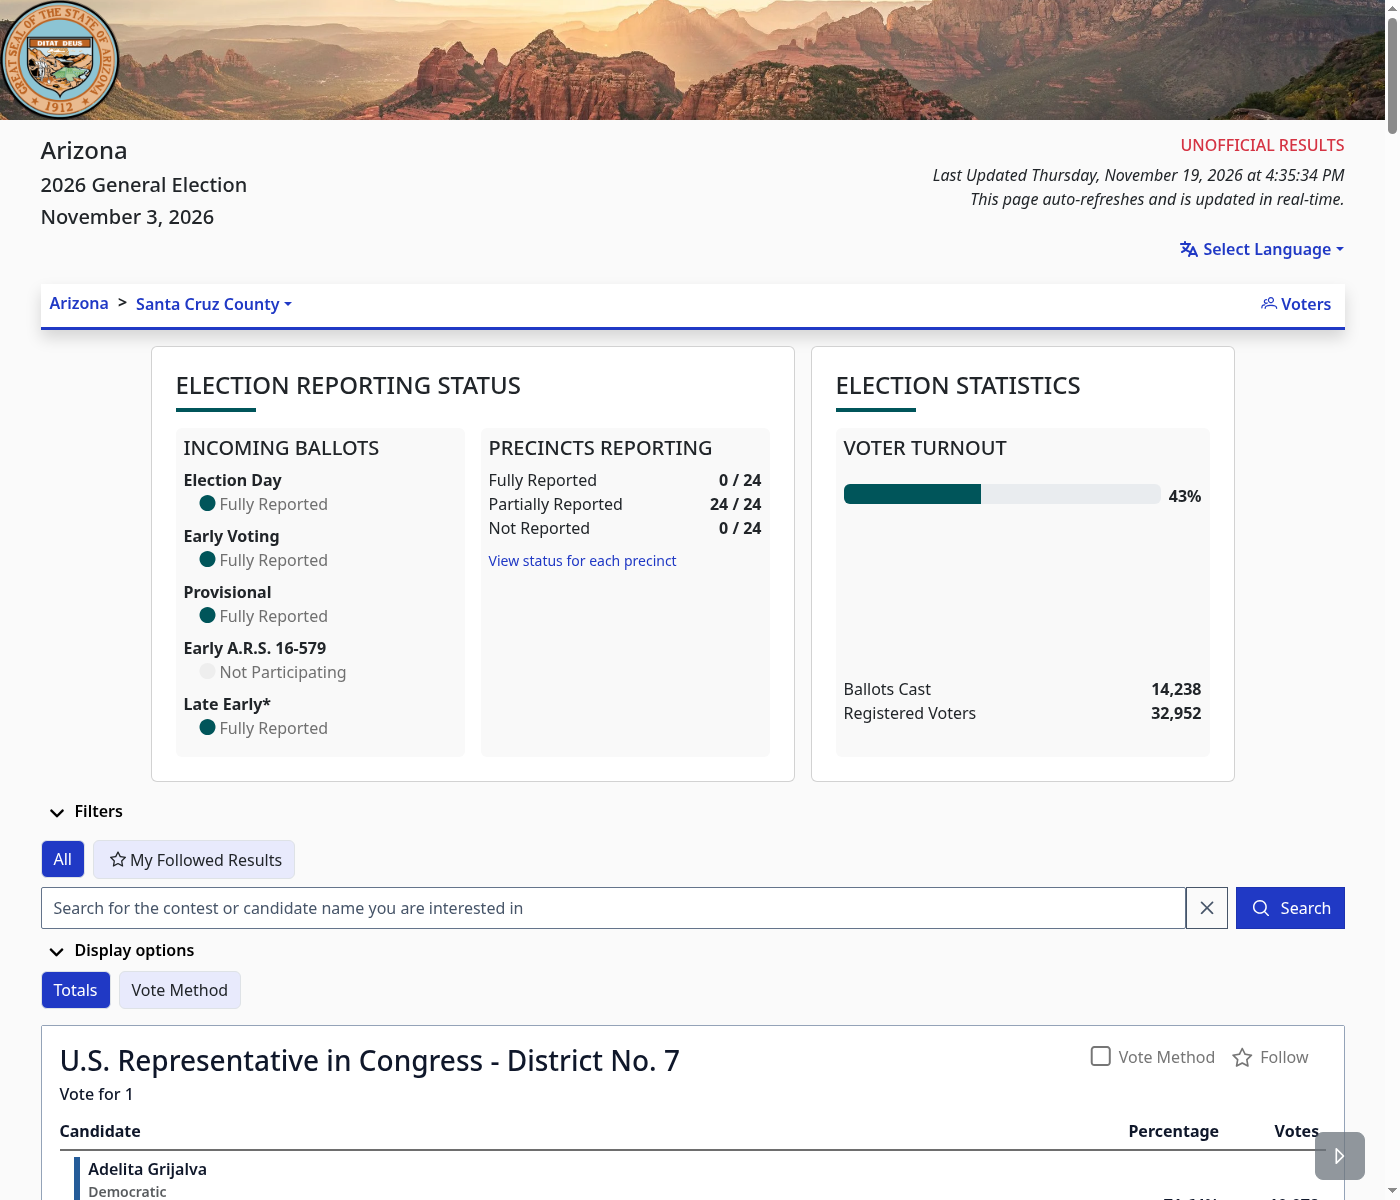 GREAT SEAL OF THE STATE OF ARIZONA
DITAT DEUS
1912
Arizona
2026 General Election
November 3, 2026
UNOFFICIAL RESULTS
Last Updated Thursday, November 19, 2026 at 4:35:34 PM
This page auto-refreshes and is updated in real-time.
Select Language
Arizona > Santa Cruz County
Voters
ELECTION REPORTING STATUS
INCOMING BALLOTS
Election Day
Fully Reported
Early Voting
Fully Reported
Provisional
Fully Reported
Early A.R.S. 16-579
Not Participating
Late Early*
Fully Reported
PRECINCTS REPORTING
Fully Reported 0 / 24
Partially Reported 24 / 24
Not Reported 0 / 24
View status for each precinct
ELECTION STATISTICS
VOTER TURNOUT
43%
Ballots Cast 14,238
Registered Voters 32,952
Filters
All
My Followed Results
Search for the contest or candidate name you are interested in
Search
Display options
Totals
Vote Method
U.S. Representative in Congress - District No. 7
Vote Method
Follow
Vote for 1
Candidate Percentage Votes
Adelita Grijalva
Democratic